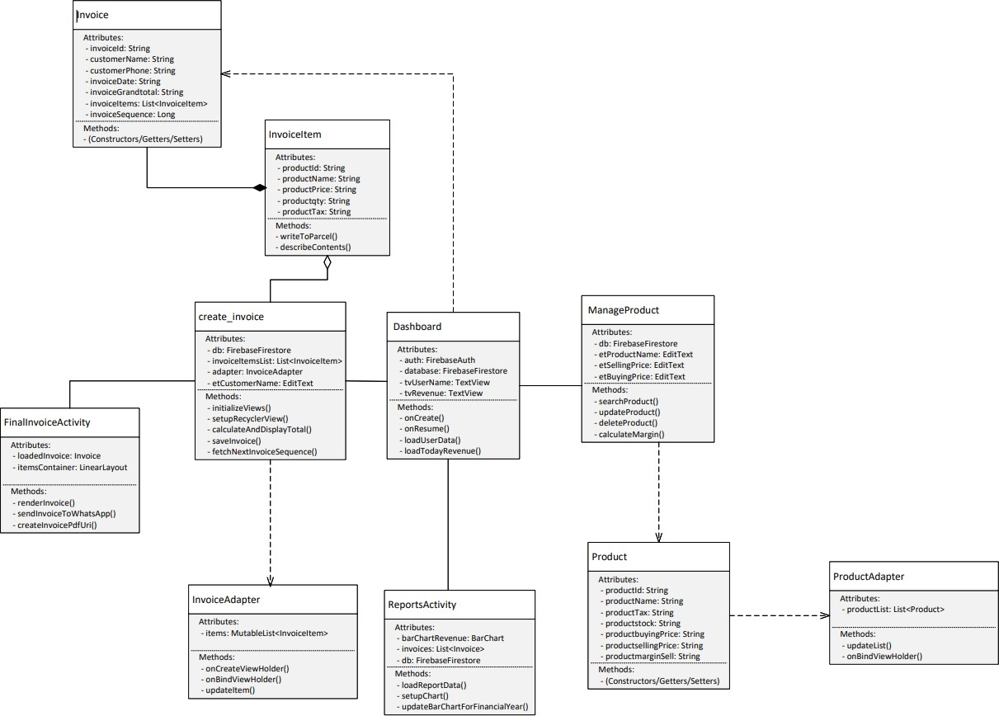 Invoice
Attributes:
- invoiceId: String
- customerName: String
- customerPhone: String
- invoiceDate: String
- invoiceGrandtotal: String
- invoiceItems: List<InvoiceItem>
- invoiceSequence: Long
Methods:
- (Constructors/Getters/Setters)
InvoiceItem
Attributes:
- productId: String
- productName: String
- productPrice: String
- productqty: String
- productTax: String
Methods:
- writeToParcel()
- describeContents()
create_invoice
Attributes:
- db: FirebaseFirestore
- invoiceItemsList: List<InvoiceItem>
- adapter: InvoiceAdapter
- etCustomerName: EditText
Methods:
- initializeViews()
- setupRecyclerView()
- calculateAndDisplayTotal()
- saveInvoice()
- fetchNextInvoiceSequence()
Dashboard
Attributes:
- auth: FirebaseAuth
- database: FirebaseFirestore
- tvUserName: TextView
- tvRevenue: TextView
Methods:
- onCreate()
- onResume()
- loadUserData()
- loadTodayRevenue()
ManageProduct
Attributes:
- db: FirebaseFirestore
- etProductName: EditText
- etSellingPrice: EditText
- etBuyingPrice: EditText
Methods:
- searchProduct()
- updateProduct()
- deleteProduct()
- calculateMargin()
FinalInvoiceActivity
Attributes:
- loadedInvoice: Invoice
- itemsContainer: LinearLayout
Methods:
- renderInvoice()
- sendInvoiceToWhatsApp()
- createInvoicePdfUri()
InvoiceAdapter
Attributes:
- items: MutableList<InvoiceItem>
Methods:
- onCreateViewHolder()
- onBindViewHolder()
- updateItem()
ReportsActivity
Attributes:
- barChartRevenue: BarChart
- invoices: List<Invoice>
- db: FirebaseFirestore
Methods:
- loadReportData()
- setupChart()
- updateBarChartForFinancialYear()
Product
Attributes:
- productId: String
- productName: String
- productTax: String
- productstock: String
- productbuyingPrice: String
- productsellingPrice: String
- productmarginSell: String
Methods:
- (Constructors/Getters/Setters)
ProductAdapter
Attributes:
- productList: List<Product>
Methods:
- updateList()
- onBindViewHolder()